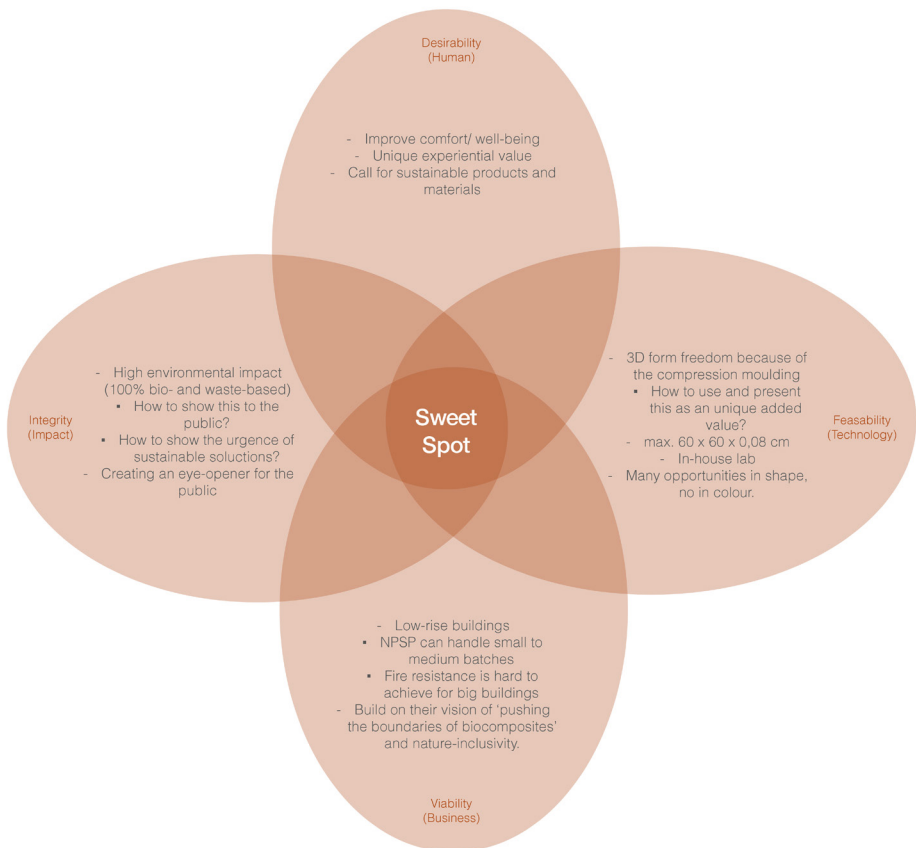 Desirability
(Human)
- Improve comfort/ well-being
- Unique experiential value
- Call for sustainable products and
materials
Integrity
(Impact)
- High environmental impact
(100% bio- and waste-based)
▪ How to show this to the
public?
▪ How to show the urgence of
sustainable soluctions?
- Creating an eye-opener for the
public
Sweet
Spot
- 3D form freedom because of
the compression moulding
▪ How to use and present
this as an unique added
value?
- max. 60 x 60 x 0,08 cm
- In-house lab
- Many opportunities in shape,
no in colour.
Feasability
(Technology)
- Low-rise buildings
▪ NPSP can handle small to
medium batches
▪ Fire resistance is hard to
achieve for big buildings
- Build on their vision of ‘pushing
the boundaries of biocomposites’
and nature-inclusivity.
Viability
(Business)